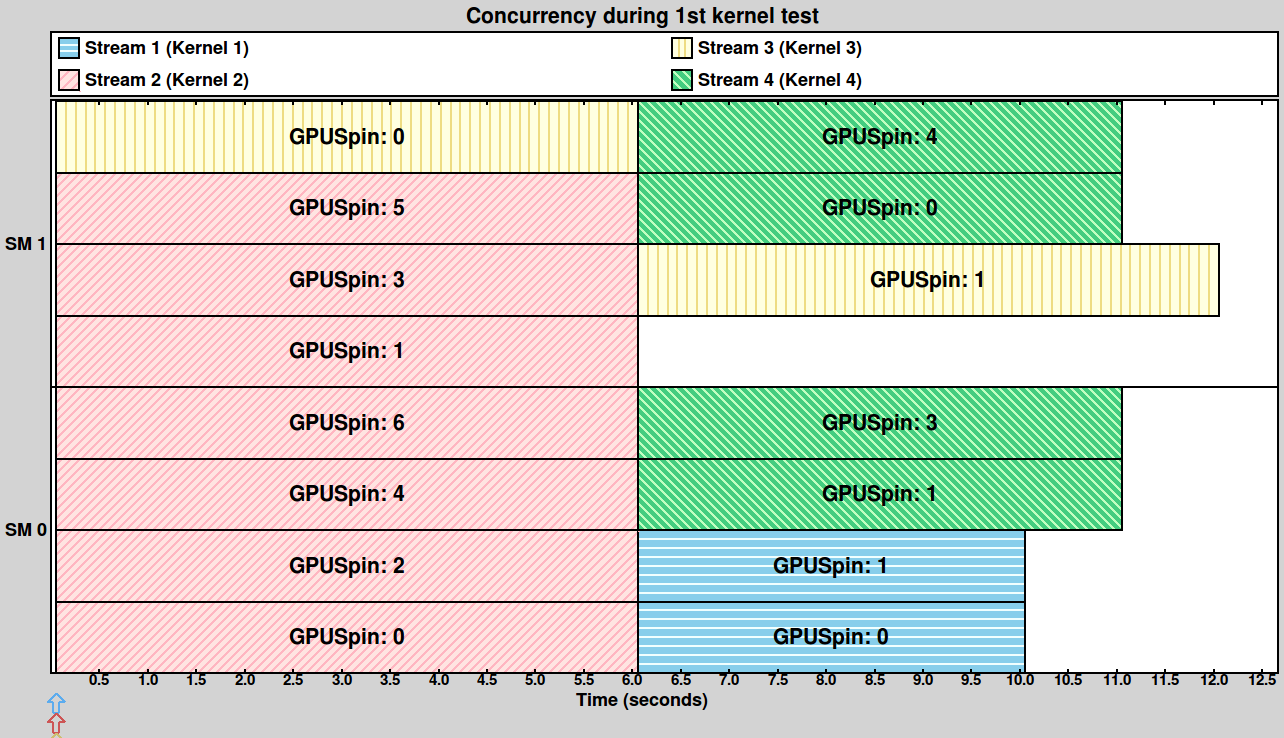 Concurrency during 1st kernel test
Stream 1 (Kernel 1)
Stream 3 (Kernel 3)
Stream 2 (Kernel 2)
Stream 4 (Kernel 4)
GPUSpin: 0
GPUSpin: 4
GPUSpin: 5
GPUSpin: 0
SM 1
GPUSpin: 3
GPUSpin: 1
GPUSpin: 1
GPUSpin: 6
GPUSpin: 3
GPUSpin: 4
GPUSpin: 1
SM 0
GPUSpin: 2
GPUSpin: 1
GPUSpin: 0
GPUSpin: 0
0.5 1.0 1.5 2.0 2.5 3.0 3.5 4.0 4.5 5.0 5.5 6.0 6.5 7.0 7.5 8.0 8.5 9.0 9.5 10.0 10.5 11.0 11.5 12.0 12.5
Time (seconds)